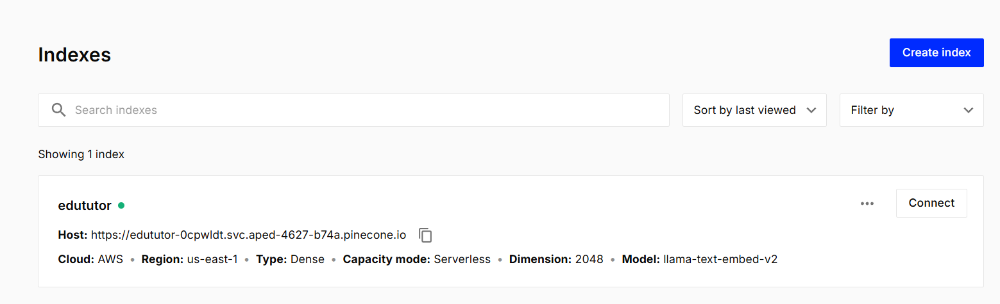 Indexes
Create index
Search indexes
Sort by last viewed
Filter by
Showing 1 index
edututor
Connect
Host: https://edututor-0cpwldt.svc.aped-4627-b74a.pinecone.io
Cloud: AWS • Region: us-east-1 • Type: Dense • Capacity mode: Serverless • Dimension: 2048 • Model: llama-text-embed-v2